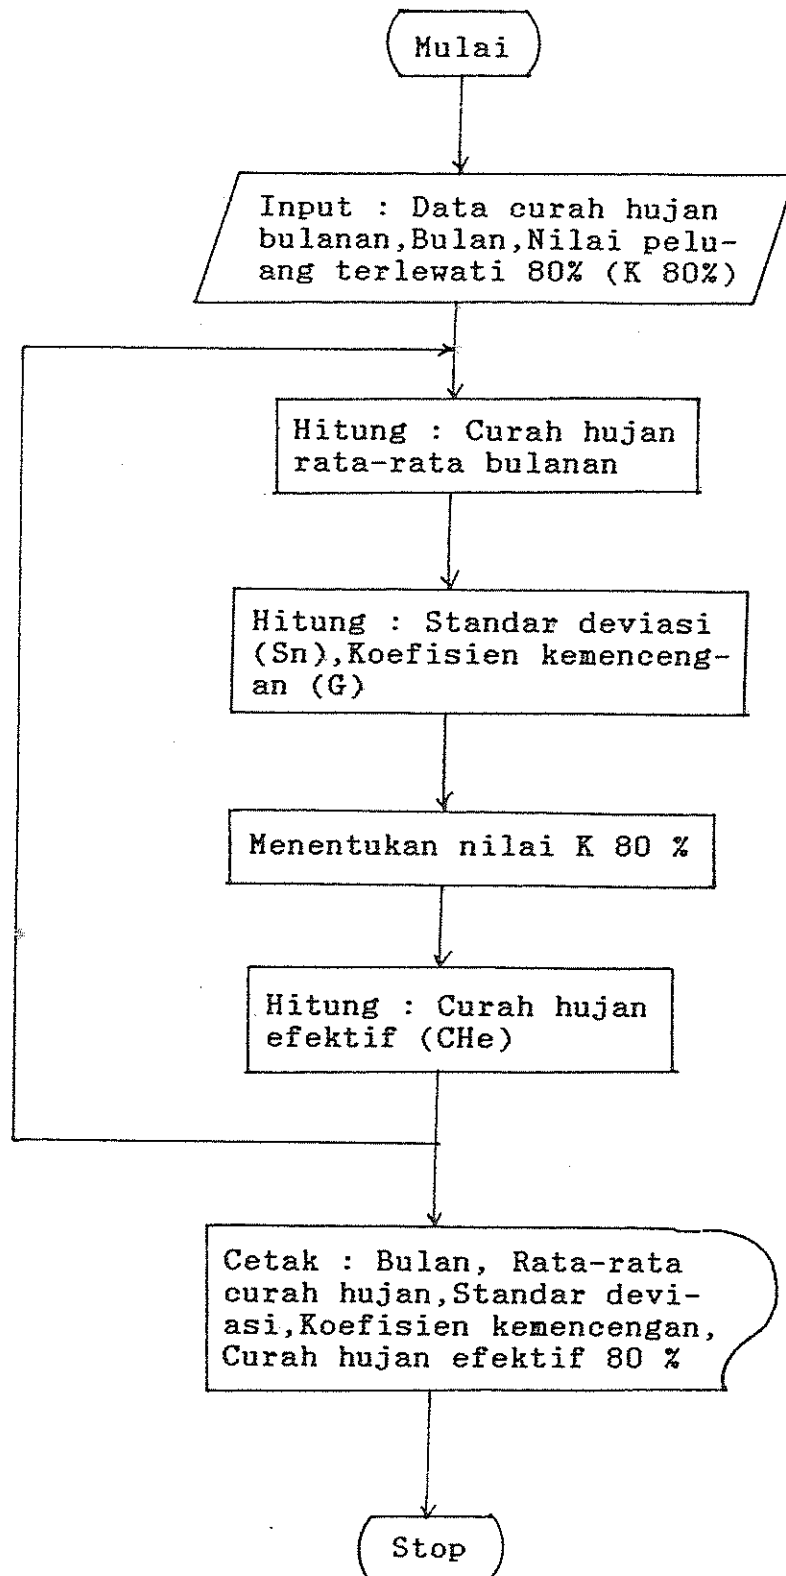 Mulai
Input : Data curah hujan
bulanan,Bulan,Nilai pelu-
ang terlewati 80% (K 80%)
Hitung : Curah hujan
rata-rata bulanan
Hitung : Standar deviasi
(Sn),Koefisien kemenceng-
an (G)
Menentukan nilai K 80 %
Hitung : Curah hujan
efektif (CHe)
Cetak : Bulan, Rata-rata
curah hujan,Standar devi-
asi,Koefisien kemencengan,
Curah hujan efektif 80 %
Stop